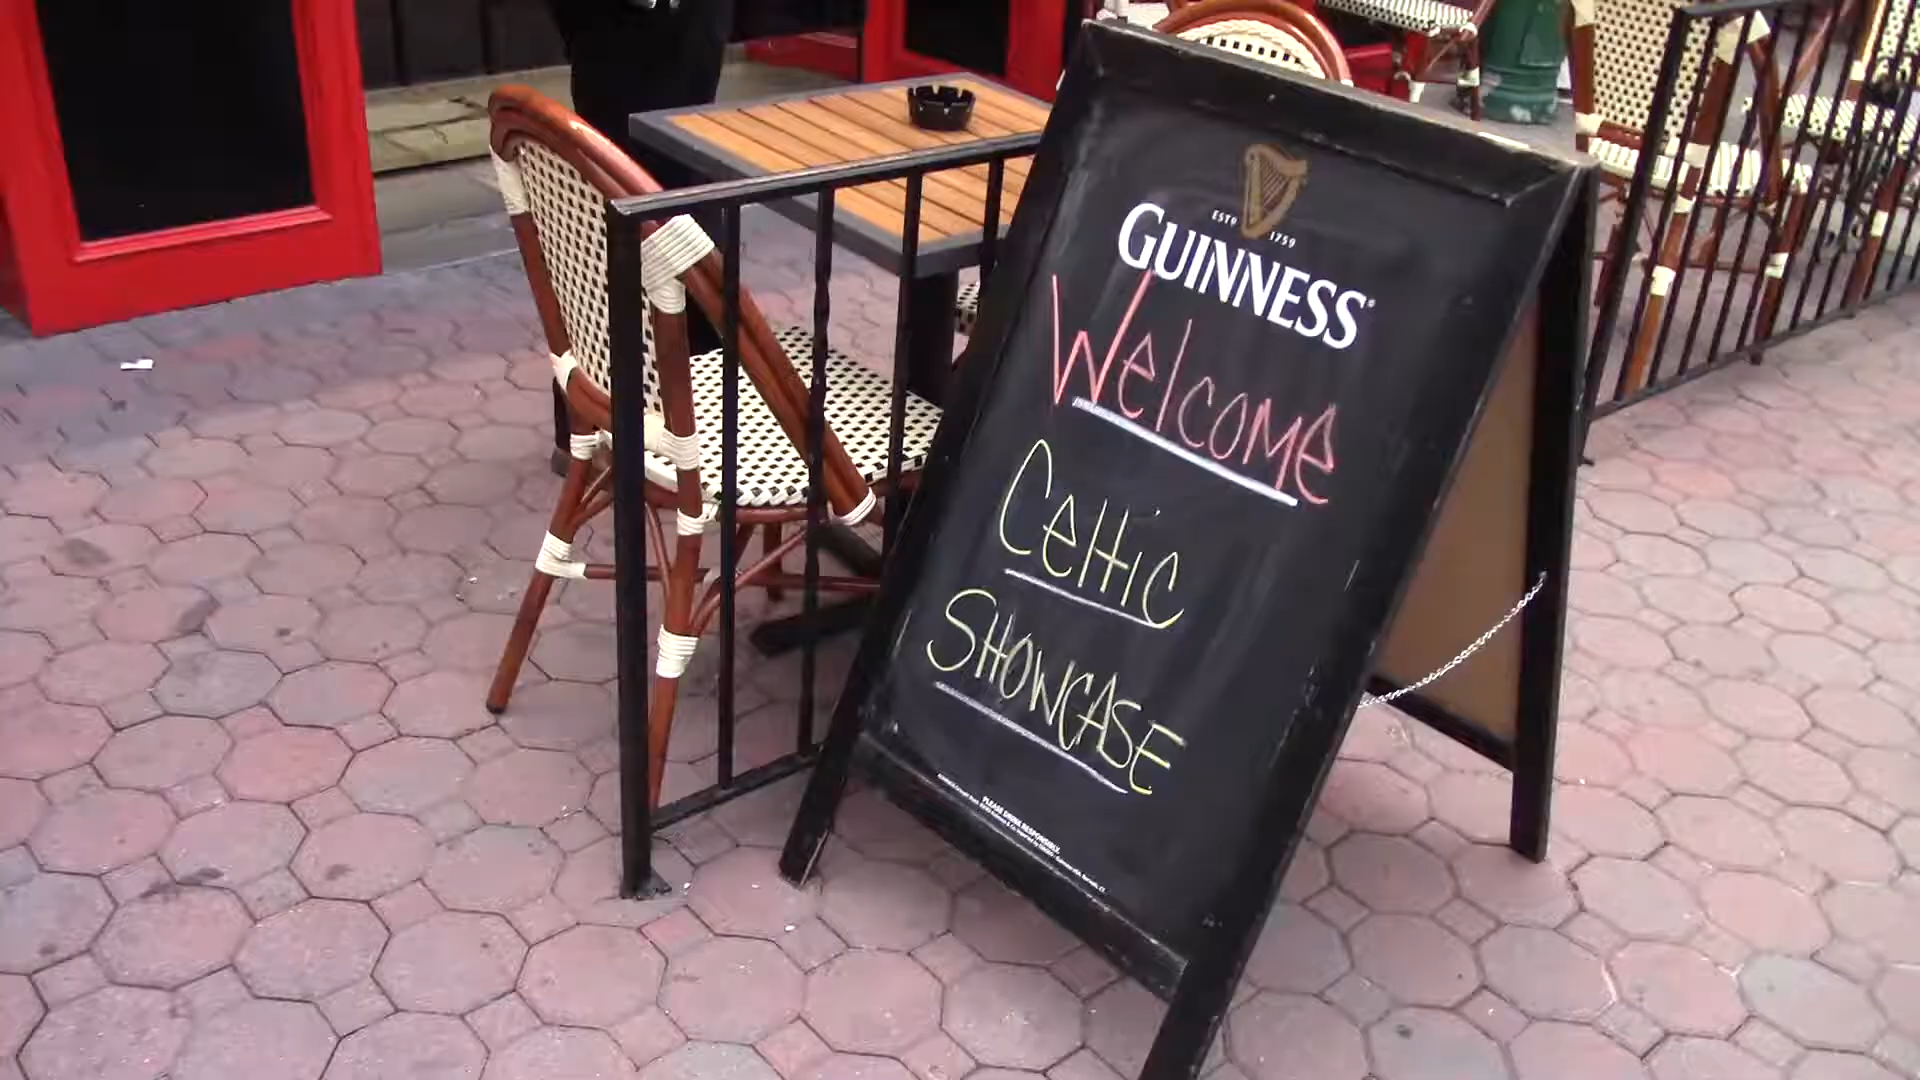 ESTD 1759
GUINNESS
Welcome
Celtic
SHOWCASE
PLEASE DRINK RESPONSIBLY.